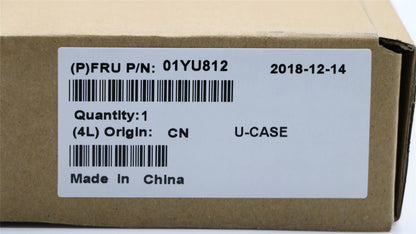 (P)FRU P/N: 01YU812 2018-12-14
Quantity:1
(4L) Origin: CN U-CASE
Made in China